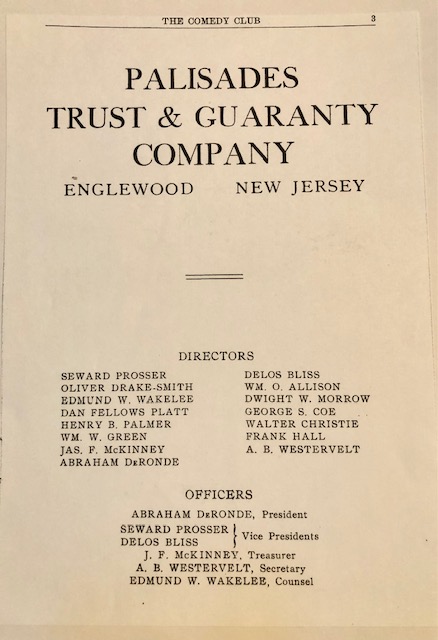 THE COMEDY CLUB 3
PALISADES
TRUST & GUARANTY
COMPANY
ENGLEWOOD NEW JERSEY
DIRECTORS
SEWARD PROSSER
OLIVER DRAKE-SMITH
EDMUND W. WAKELEE
DAN FELLOWS PLATT
HENRY B. PALMER
WM. W. GREEN
JAS. F. McKINNEY
ABRAHAM DeRONDE
DELOS BLISS
WM. O. ALLISON
DWIGHT W. MORROW
GEORGE S. COE
WALTER CHRISTIE
FRANK HALL
A. B. WESTERVELT
OFFICERS
ABRAHAM DeRONDE, President
SEWARD PROSSER
DELOS BLISS
} Vice Presidents
J. F. McKINNEY, Treasurer
A. B. WESTERVELT, Secretary
EDMUND W. WAKELEE, Counsel